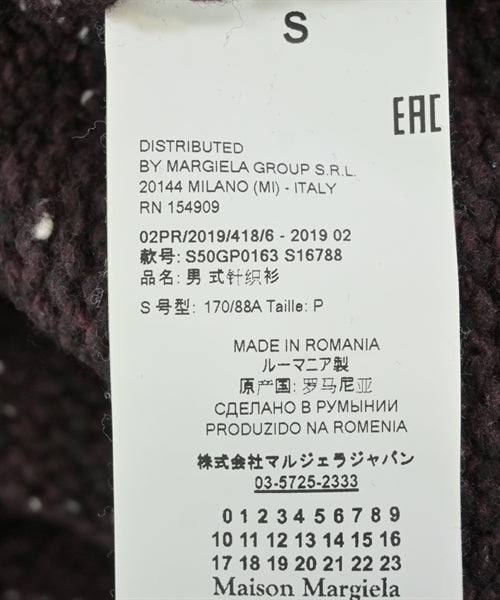 S
EAC
DISTRIBUTED
BY MARGIELA GROUP S.R.L.
20144 MILANO (MI) - ITALY
RN 154909
02PR/2019/418/6 - 2019 02
款号: S50GP0163 S16788
品名: 男 式针织衫
S 号型: 170/88A Taille: P
MADE IN ROMANIA
ルーマニア製
原产国: 罗马尼亚
СДЕЛАНО В РУМЫНИИ
PRODUZIDO NA ROMENIA
株式会社マルジェラジャパン
03-5725-2333
0 1 2 3 4 5 6 7 8 9
10 11 12 13 14 15 16
17 18 19 20 21 22 23
Maison Margiela